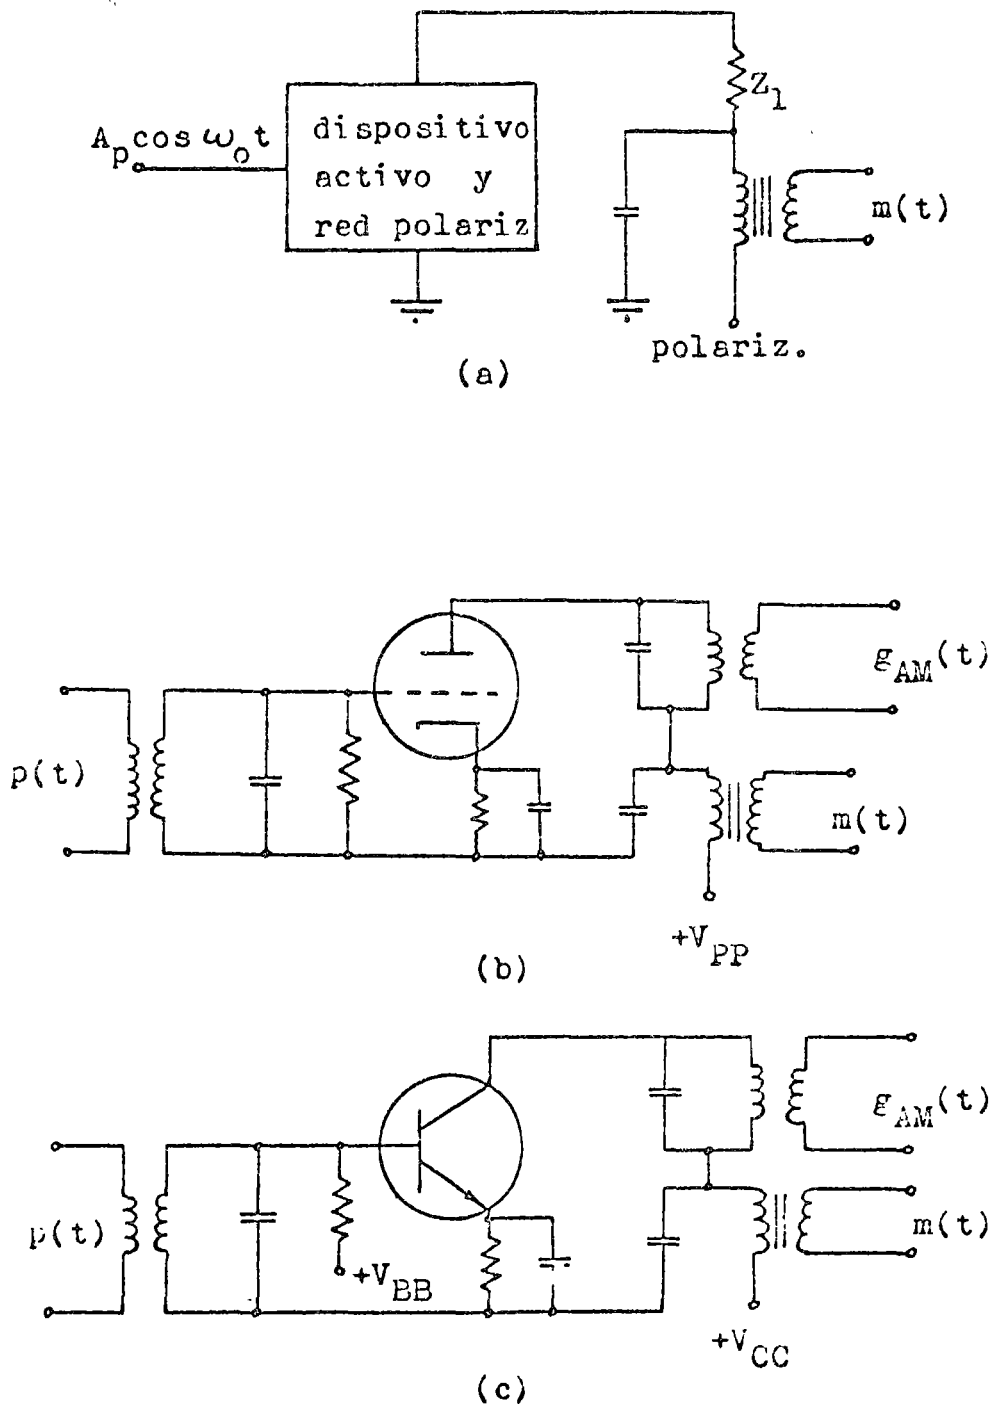 A_p cos ω_o t
dispositivo
activo y
red polariz
Z_1
m(t)
polariz.
(a)
p(t)
g_AM(t)
m(t)
+V_PP
(b)
p(t)
+V_BB
g_AM(t)
m(t)
+V_CC
(c)